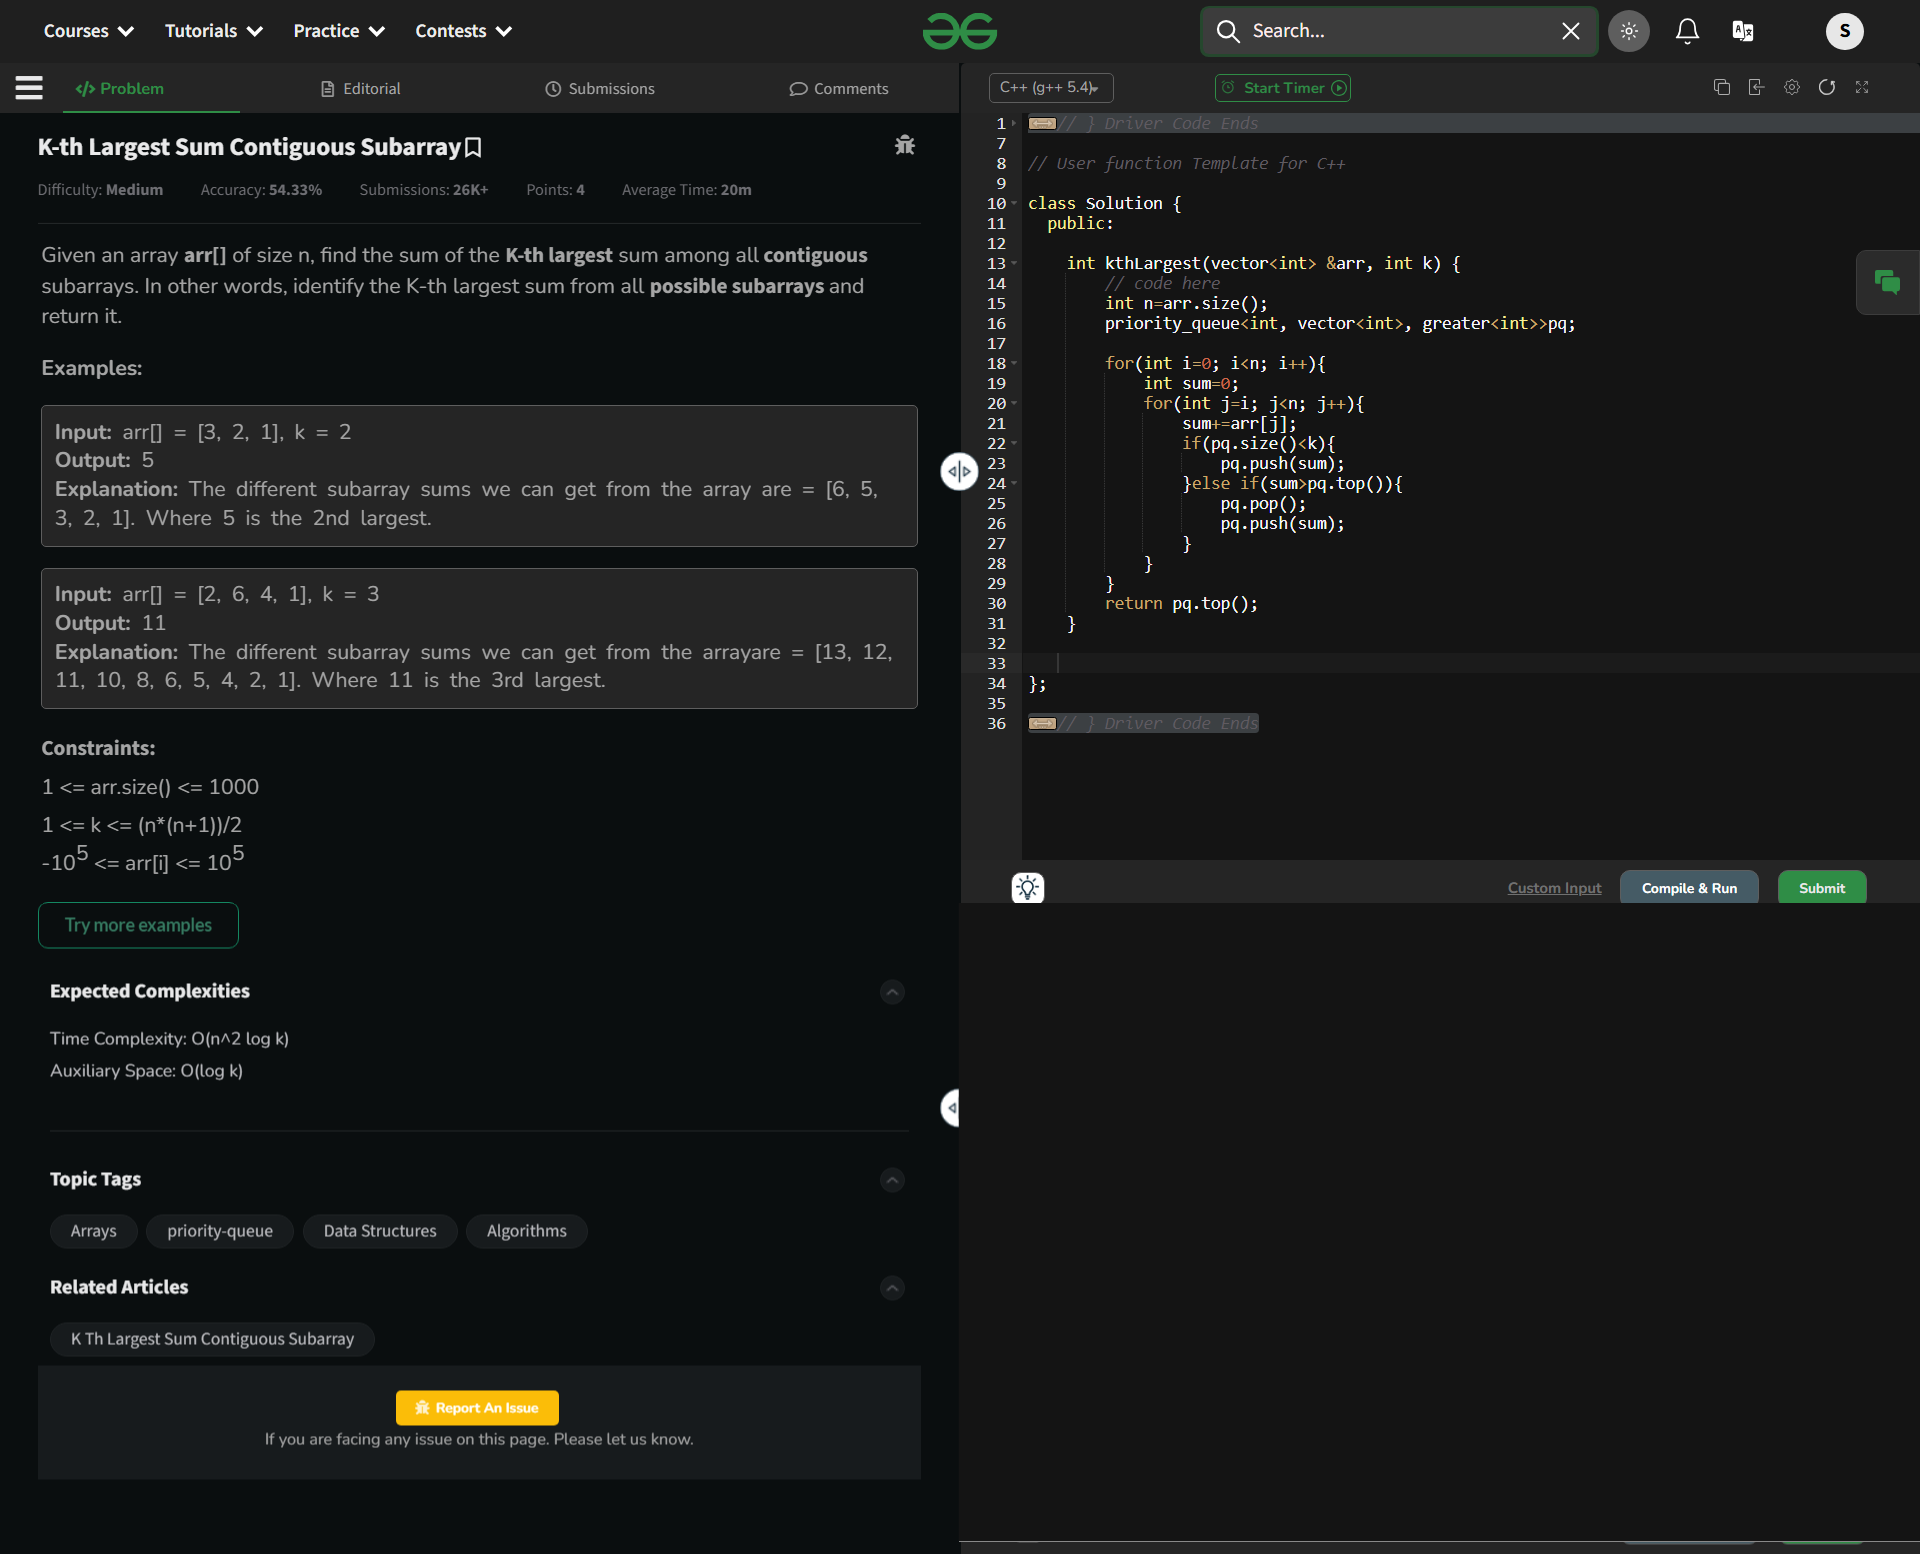 Courses Tutorials Practice Contests Search... S
Problem Editorial Submissions Comments
K-th Largest Sum Contiguous Subarray
Difficulty: Medium Accuracy: 54.33% Submissions: 26K+ Points: 4 Average Time: 20m
Given an array arr[] of size n, find the sum of the K-th largest sum among all contiguous
subarrays. In other words, identify the K-th largest sum from all possible subarrays and
return it.
Examples:
Input: arr[] = [3, 2, 1], k = 2
Output: 5
Explanation: The different subarray sums we can get from the array are = [6, 5,
3, 2, 1]. Where 5 is the 2nd largest.
Input: arr[] = [2, 6, 4, 1], k = 3
Output: 11
Explanation: The different subarray sums we can get from the arrayare = [13, 12,
11, 10, 8, 6, 5, 4, 2, 1]. Where 11 is the 3rd largest.
Constraints:
1 <= arr.size() <= 1000
1 <= k <= (n*(n+1))/2
-10^5 <= arr[i] <= 10^5
Try more examples
Expected Complexities
Time Complexity: O(n^2 log k)
Auxiliary Space: O(log k)
Topic Tags
Arrays priority-queue Data Structures Algorithms
Related Articles
K Th Largest Sum Contiguous Subarray
Report An Issue
If you are facing any issue on this page. Please let us know.
C++ (g++ 5.4) Start Timer
1 // } Driver Code Ends
7
8 // User function Template for C++
9
10 class Solution {
11 public:
12
13 int kthLargest(vector<int> &arr, int k) {
14 // code here
15 int n=arr.size();
16 priority_queue<int, vector<int>, greater<int>>pq;
17
18 for(int i=0; i<n; i++){
19 int sum=0;
20 for(int j=i; j<n; j++){
21 sum+=arr[j];
22 if(pq.size()<k){
23 pq.push(sum);
24 }else if(sum>pq.top()){
25 pq.pop();
26 pq.push(sum);
27 }
28 }
29 }
30 return pq.top();
31 }
32
33
34 };
35
36 // } Driver Code Ends
Custom Input Compile & Run Submit